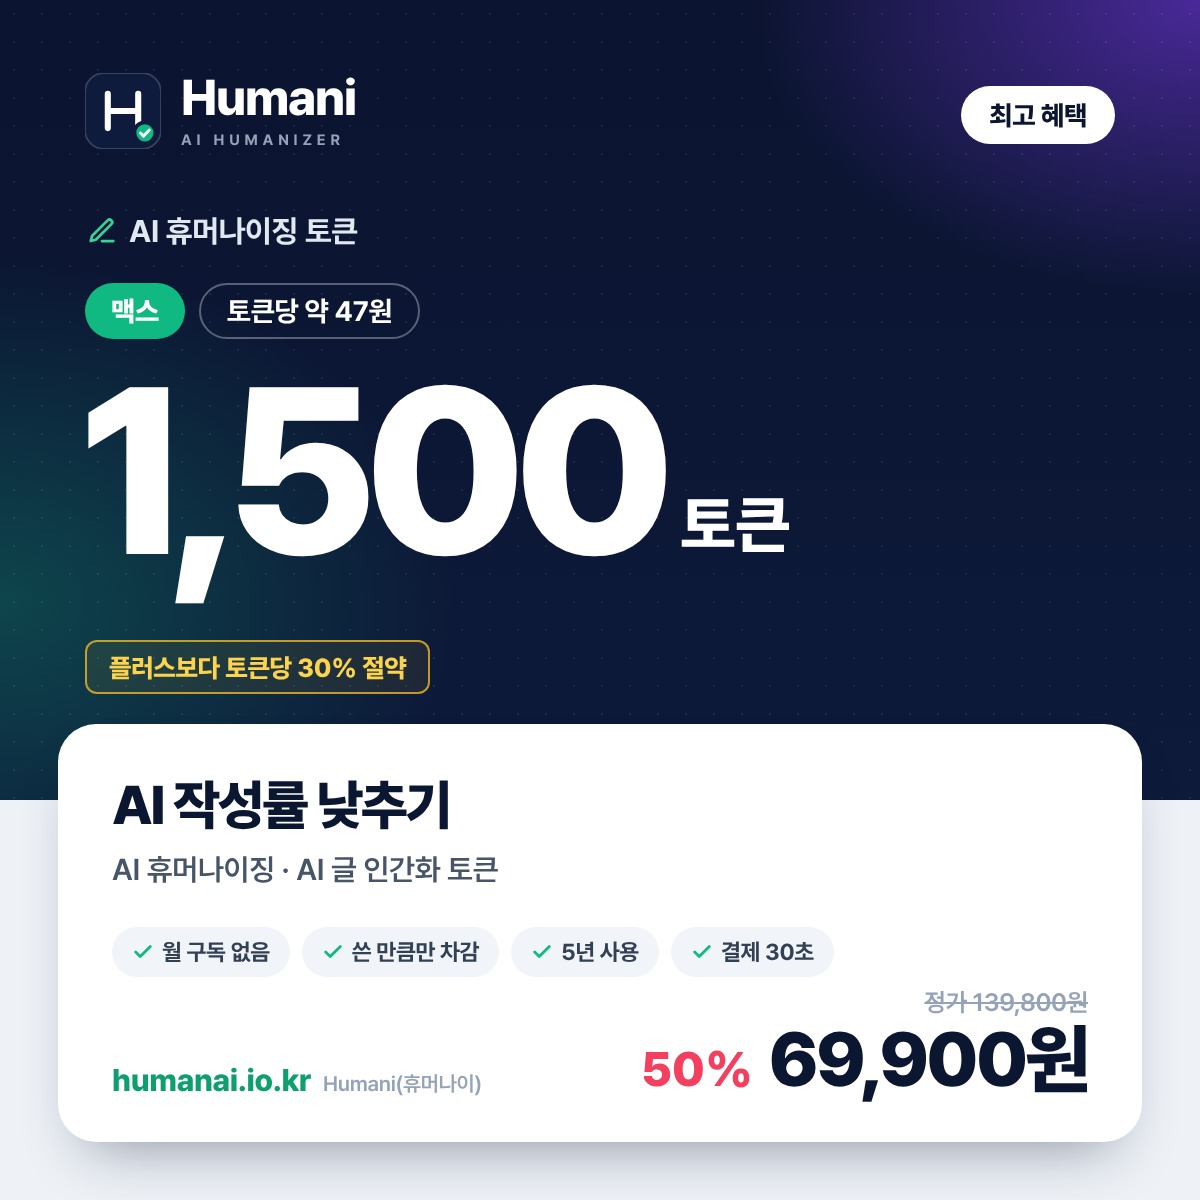 Humani
AI HUMANIZER
최고 혜택
AI 휴머나이징 토큰
맥스 토큰당 약 47원
1,500 토큰
플러스보다 토큰당 30% 절약
AI 작성률 낮추기
AI 휴머나이징 · AI 글 인간화 토큰
월 구독 없음 쓴 만큼만 차감 5년 사용 결제 30초
정가 139,800원
humanai.io.kr Humani(휴머나이) 50% 69,900원